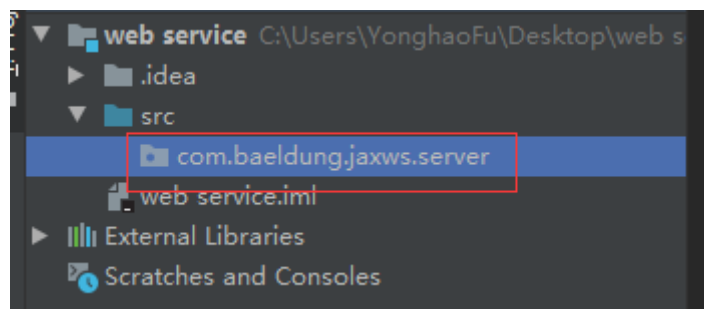 web service C:\Users\YonghaoFu\Desktop\web s
.idea
src
com.baeldung.jaxws.server
web service.iml
External Libraries
Scratches and Consoles